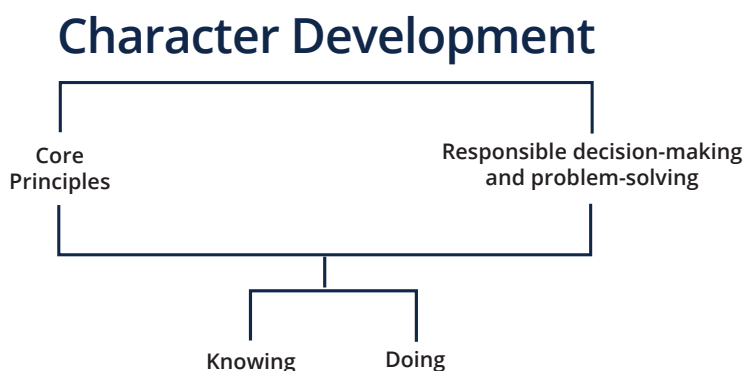 Character Development
Core
Principles
Responsible decision-making
and problem-solving
Knowing
Doing